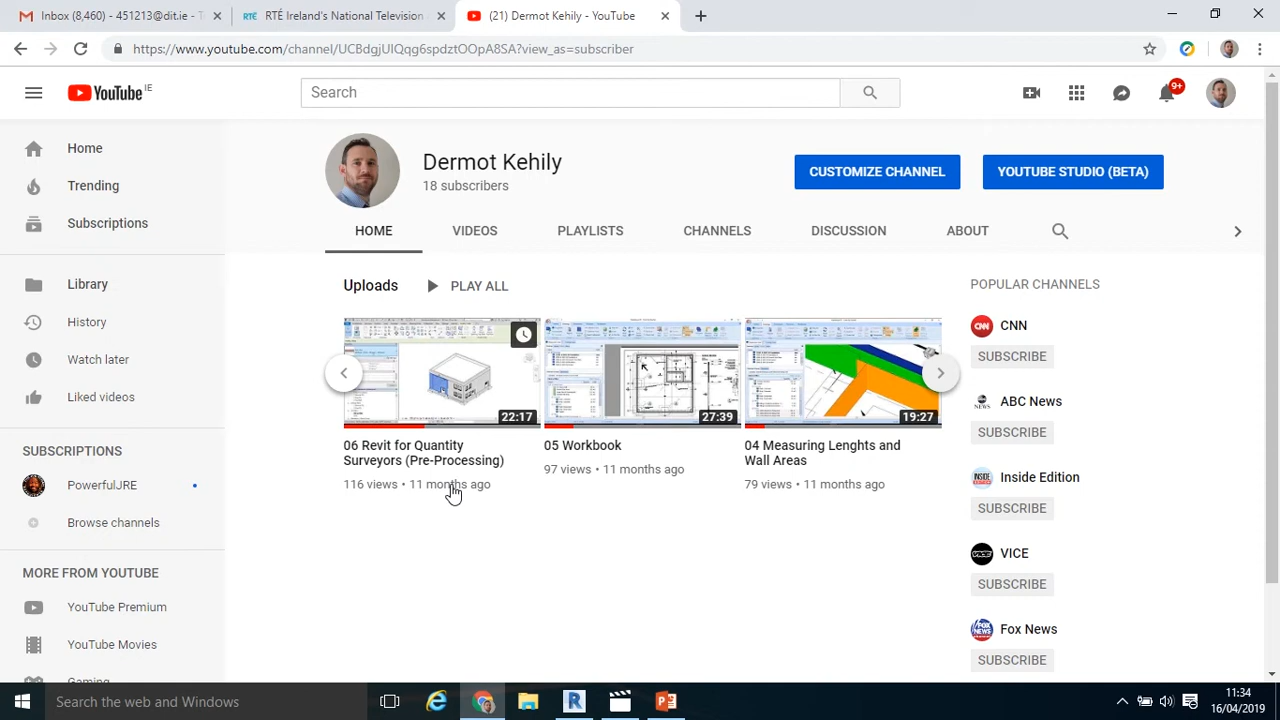 Inbox (8,460) - 451213@dit.ie - T
RTÉ RTÉ Ireland's National Television
(21) Dermot Kehily - YouTube
https://www.youtube.com/channel/UCBdgjUIQqg6spdztOOpA8SA?view_as=subscriber
YouTube IE
Search
9+
Home
Trending
Subscriptions
Library
History
Watch later
Liked videos
SUBSCRIPTIONS
PowerfulJRE
Browse channels
MORE FROM YOUTUBE
YouTube Premium
YouTube Movies
Gaming
Dermot Kehily
18 subscribers
CUSTOMIZE CHANNEL
YOUTUBE STUDIO (BETA)
HOME VIDEOS PLAYLISTS CHANNELS DISCUSSION ABOUT
Uploads PLAY ALL
22:17
06 Revit for Quantity
Surveyors (Pre-Processing)
116 views • 11 months ago
27:39
05 Workbook
97 views • 11 months ago
19:27
04 Measuring Lenghts and
Wall Areas
79 views • 11 months ago
POPULAR CHANNELS
CNN
SUBSCRIBE
ABC News
SUBSCRIBE
Inside Edition
SUBSCRIBE
VICE
SUBSCRIBE
Fox News
SUBSCRIBE
Search the web and Windows
11:34
16/04/2019